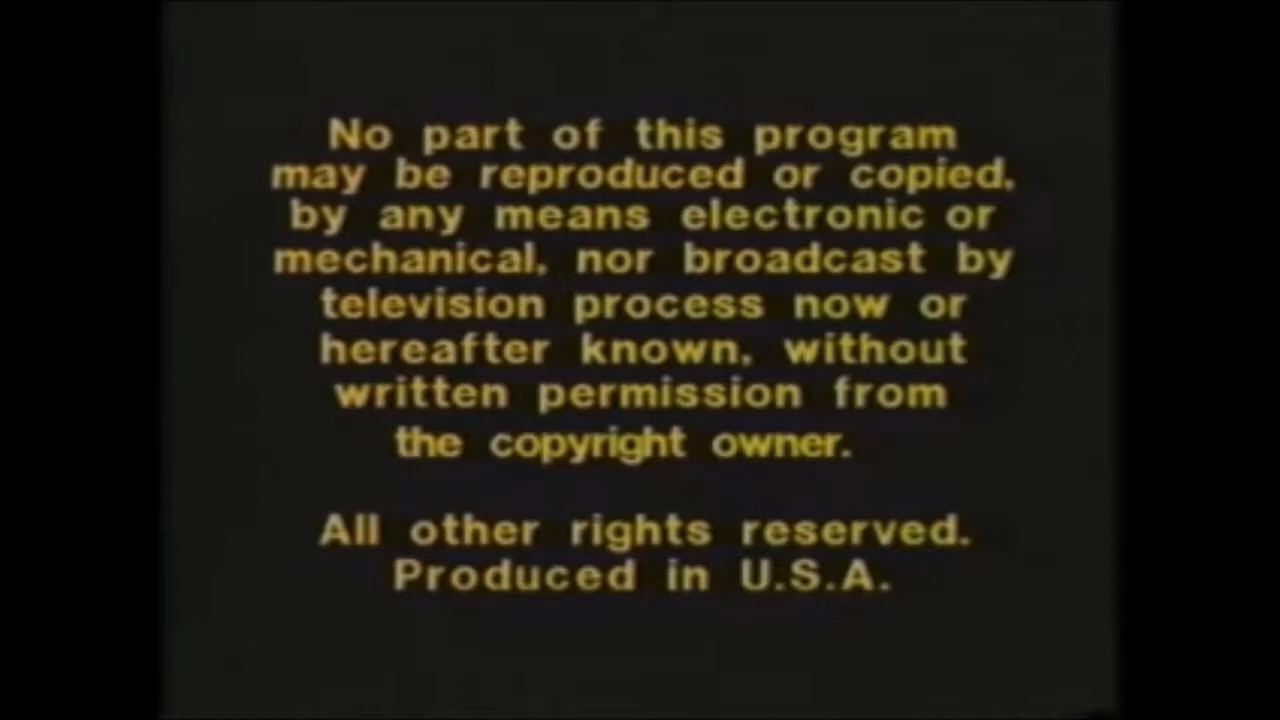 No part of this program
may be reproduced or copied,
by any means electronic or
mechanical, nor broadcast by
television process now or
hereafter known, without
written permission from
the copyright owner.
All other rights reserved.
Produced in U.S.A.